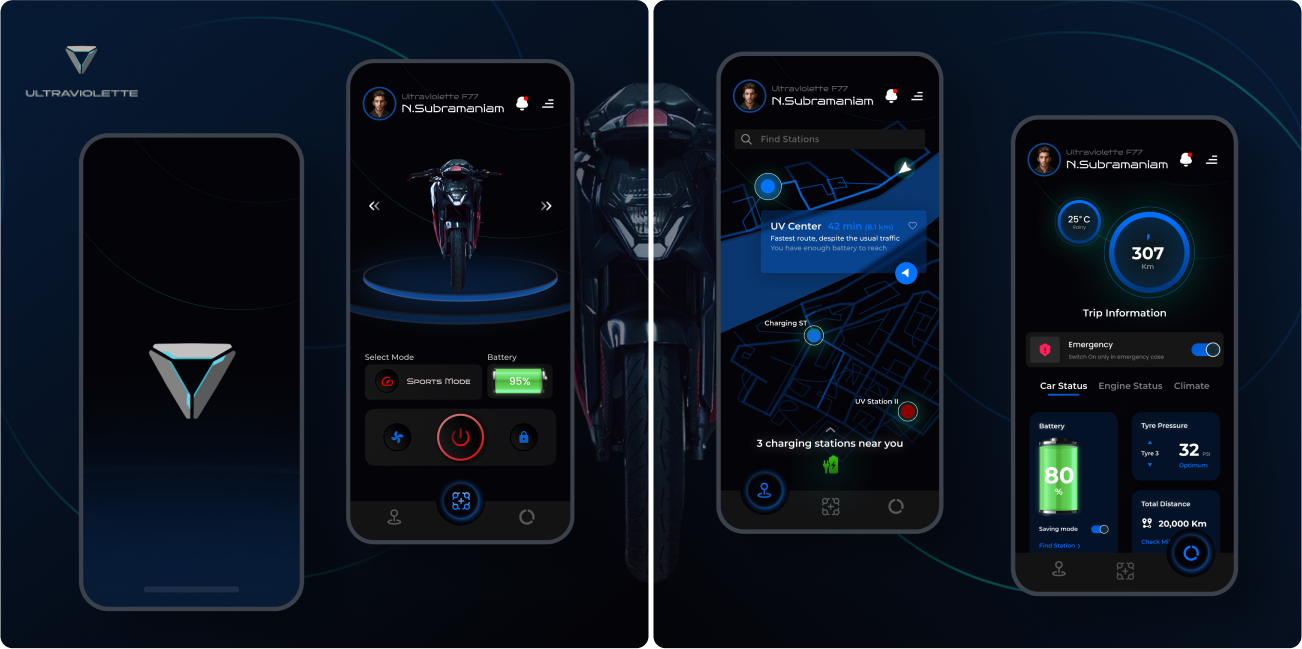 ULTRAVIOLETTE
Ultraviolette F77
N.Subramaniam
Select Mode
Battery
Sports Mode
95%
Ultraviolette F77
N.Subramaniam
Find Stations
UV Center 42 min (6.1 km)
Fastest route, despite the usual traffic
You have enough battery to reach
Charging ST
UV Station II
3 charging stations near you
Ultraviolette F77
N.Subramaniam
25°C
Rainy
307
Km
Trip Information
Emergency
Switch On only in emergency case
Car Status Engine Status Climate
Battery
80
%
Saving mode
Find Station >
Tyre Pressure
Tyre 3
32 PSI
Optimum
Total Distance
20,000 Km
Check Mi